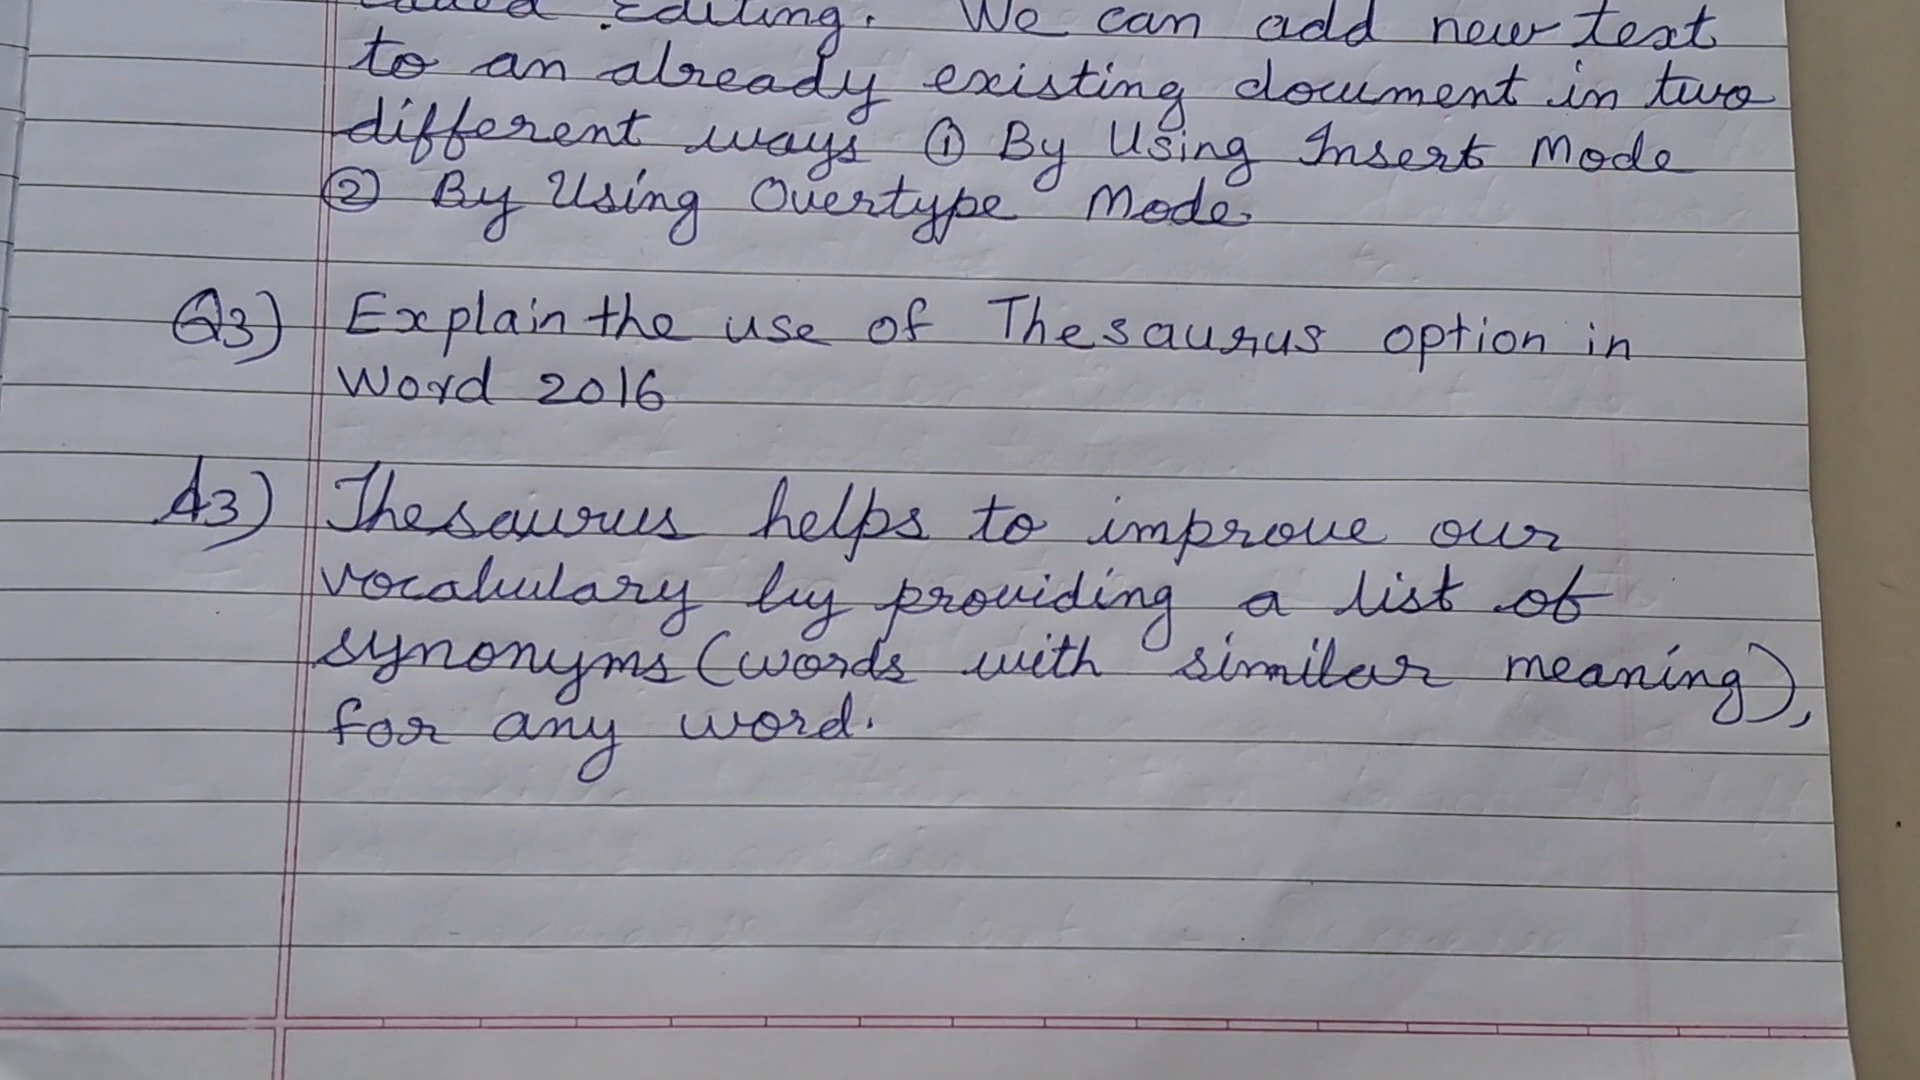 Editing. We can add new text
to an already existing document in two
different ways ① By Using Insert Mode
② By Using Overtype Mode.
Q3) Explain the use of Thesaurus option in
Word 2016
A3) Thesaurus helps to improve our
vocabulary by providing a list of
synonyms (words with similar meaning),
for any word.